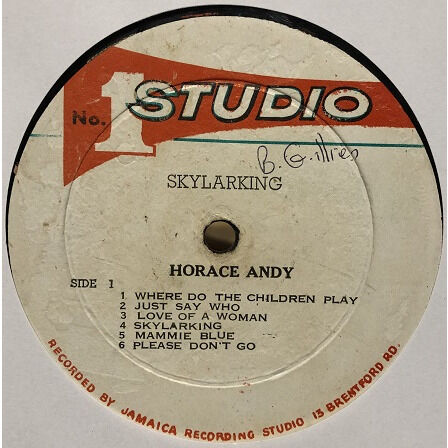 STUDIO
No. 1
B. Gillies
SKYLARKING
HORACE ANDY
SIDE 1
1 WHERE DO THE CHILDREN PLAY
2 JUST SAY WHO
3 LOVE OF A WOMAN
4 SKYLARKING
5 MAMMIE BLUE
6 PLEASE DON'T GO
RECORDED BY JAMAICA RECORDING STUDIO 13 BRENTFORD RD.